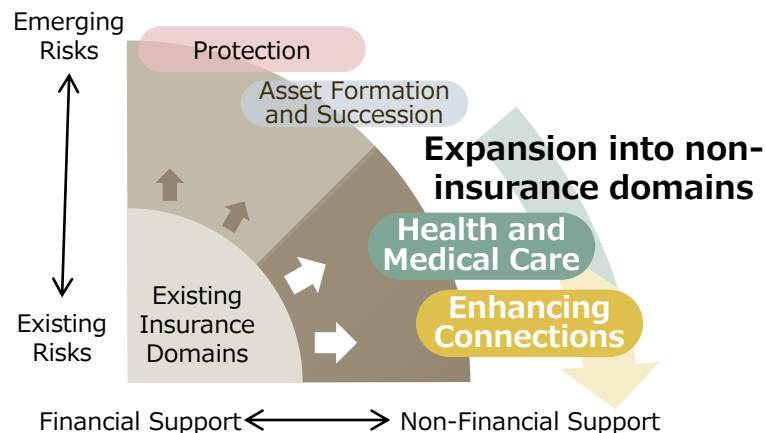 Emerging
Risks
Protection
Asset Formation
and Succession
Expansion into non-
insurance domains
Health and
Medical Care
Enhancing
Connections
Existing
Insurance
Domains
Existing
Risks
Financial Support
Non-Financial Support